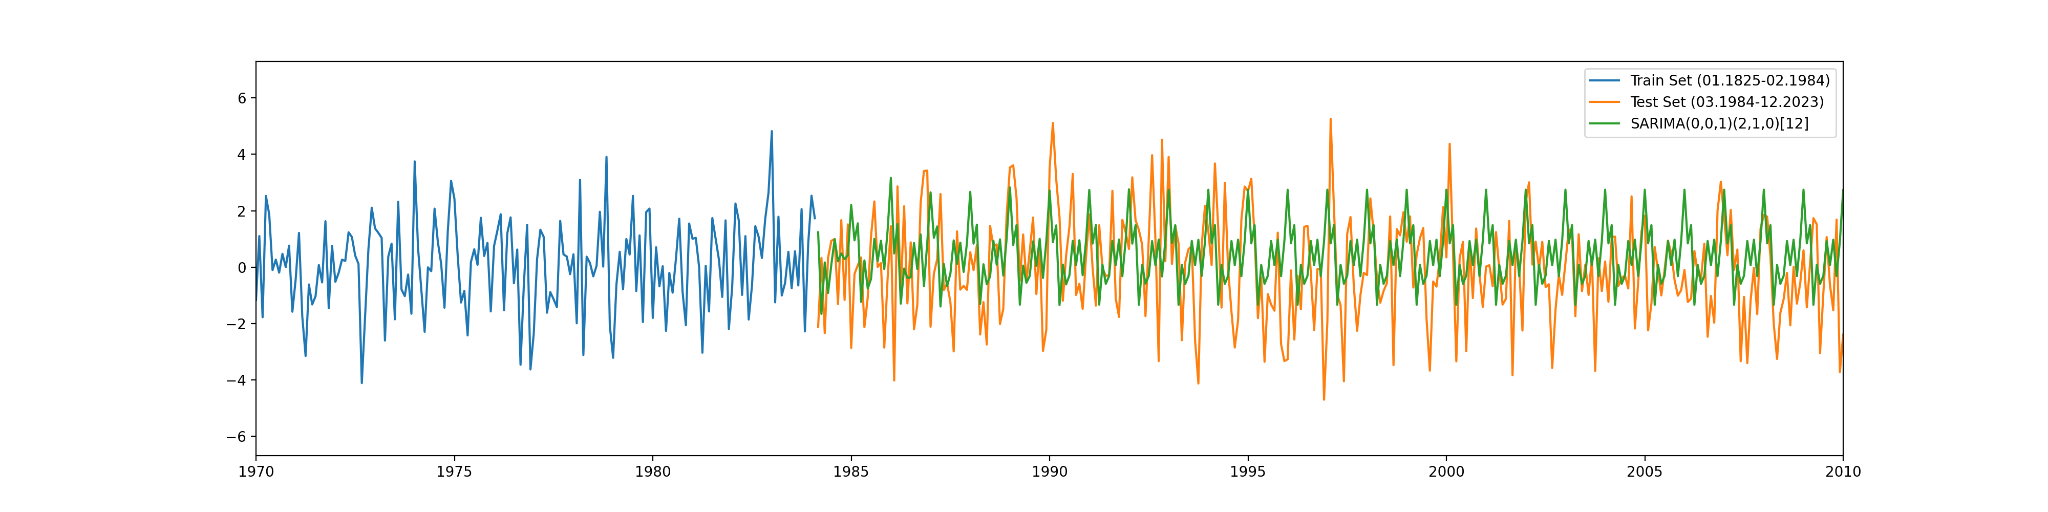 Train Set (01.1825-02.1984)
Test Set (03.1984-12.2023)
SARIMA(0,0,1)(2,1,0)[12]
6
4
2
0
−2
−4
−6
1970 1975 1980 1985 1990 1995 2000 2005 2010